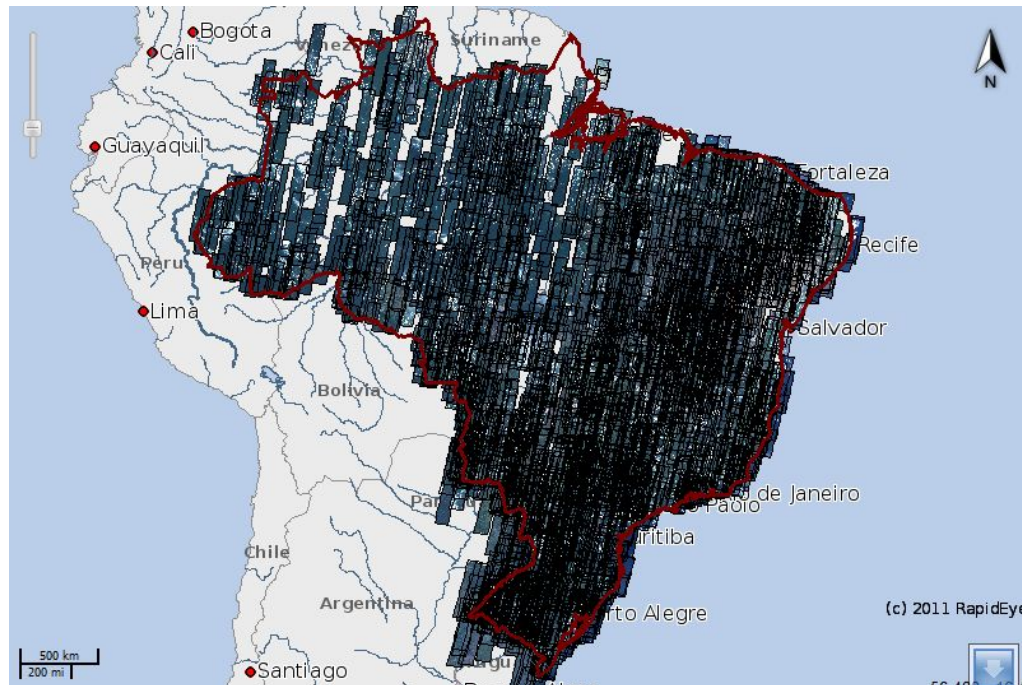 Bogota
Suriname
Cali
N
Guayaquil
Fortaleza
Recife
Peru
Lima
Salvador
Bolivia
de Janeiro
Paolo
Chile
Argentina
(c) 2011 RapidEye
500 km
200 mi
Santiago